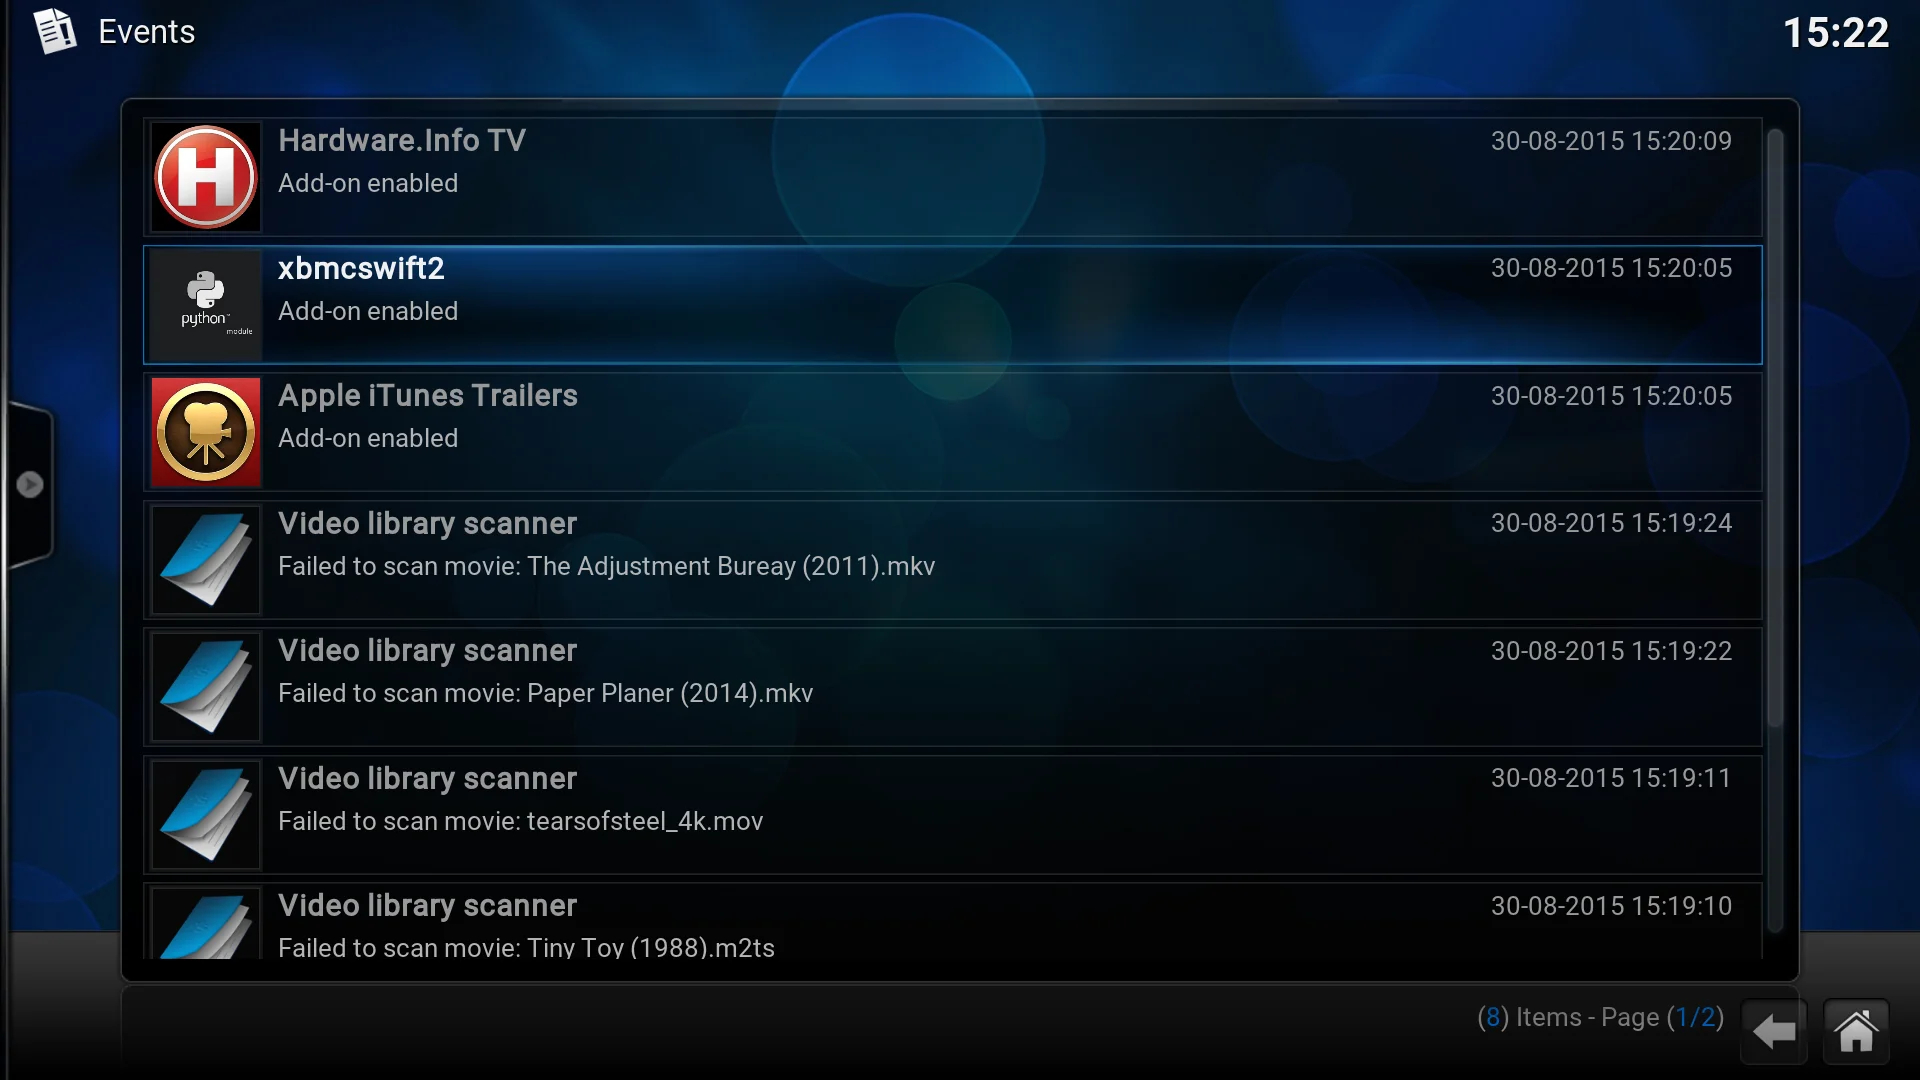 Events
15:22
Hardware.Info TV
30-08-2015 15:20:09
Add-on enabled
python™
module
xbmcswift2
30-08-2015 15:20:05
Add-on enabled
Apple iTunes Trailers
30-08-2015 15:20:05
Add-on enabled
Video library scanner
30-08-2015 15:19:24
Failed to scan movie: The Adjustment Bureay (2011).mkv
Video library scanner
30-08-2015 15:19:22
Failed to scan movie: Paper Planer (2014).mkv
Video library scanner
30-08-2015 15:19:11
Failed to scan movie: tearsofsteel_4k.mov
Video library scanner
30-08-2015 15:19:10
Failed to scan movie: Tiny Toy (1988).m2ts
(8) Items - Page (1/2)